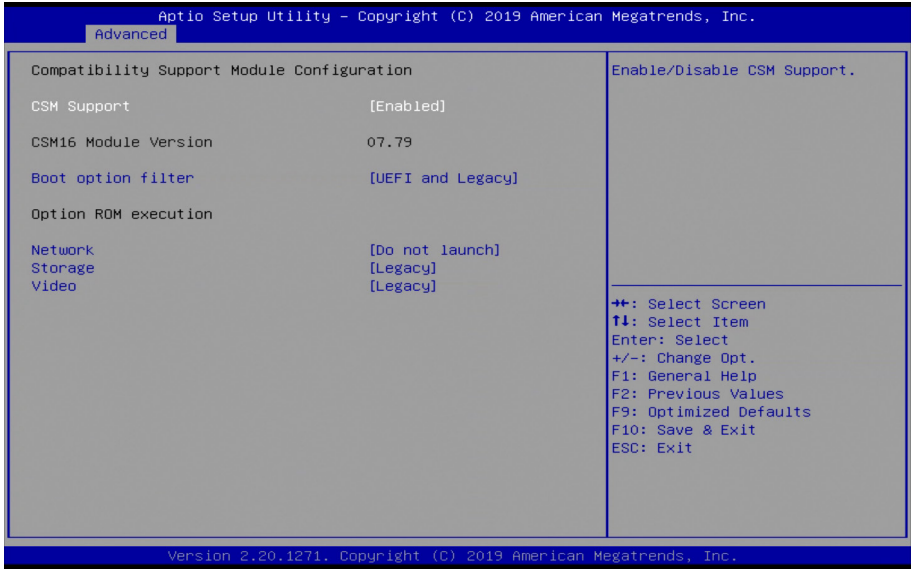 Aptio Setup Utility – Copyright (C) 2019 American Megatrends, Inc.
Advanced
Compatibility Support Module Configuration
CSM Support [Enabled]
CSM16 Module Version 07.79
Boot option filter [UEFI and Legacy]
Option ROM execution
Network [Do not launch]
Storage [Legacy]
Video [Legacy]
Enable/Disable CSM Support.
→←: Select Screen
↑↓: Select Item
Enter: Select
+/-: Change Opt.
F1: General Help
F2: Previous Values
F9: Optimized Defaults
F10: Save & Exit
ESC: Exit
Version 2.20.1271. Copyright (C) 2019 American Megatrends, Inc.